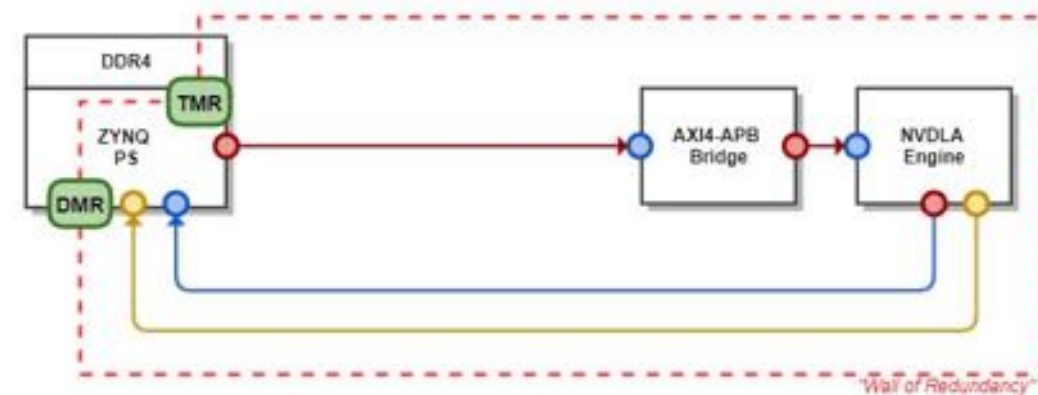 DDR4
TMR
ZYNQ
PS
DMR
AXI4-APB
Bridge
NVDLA
Engine
"Wall of Redundancy"